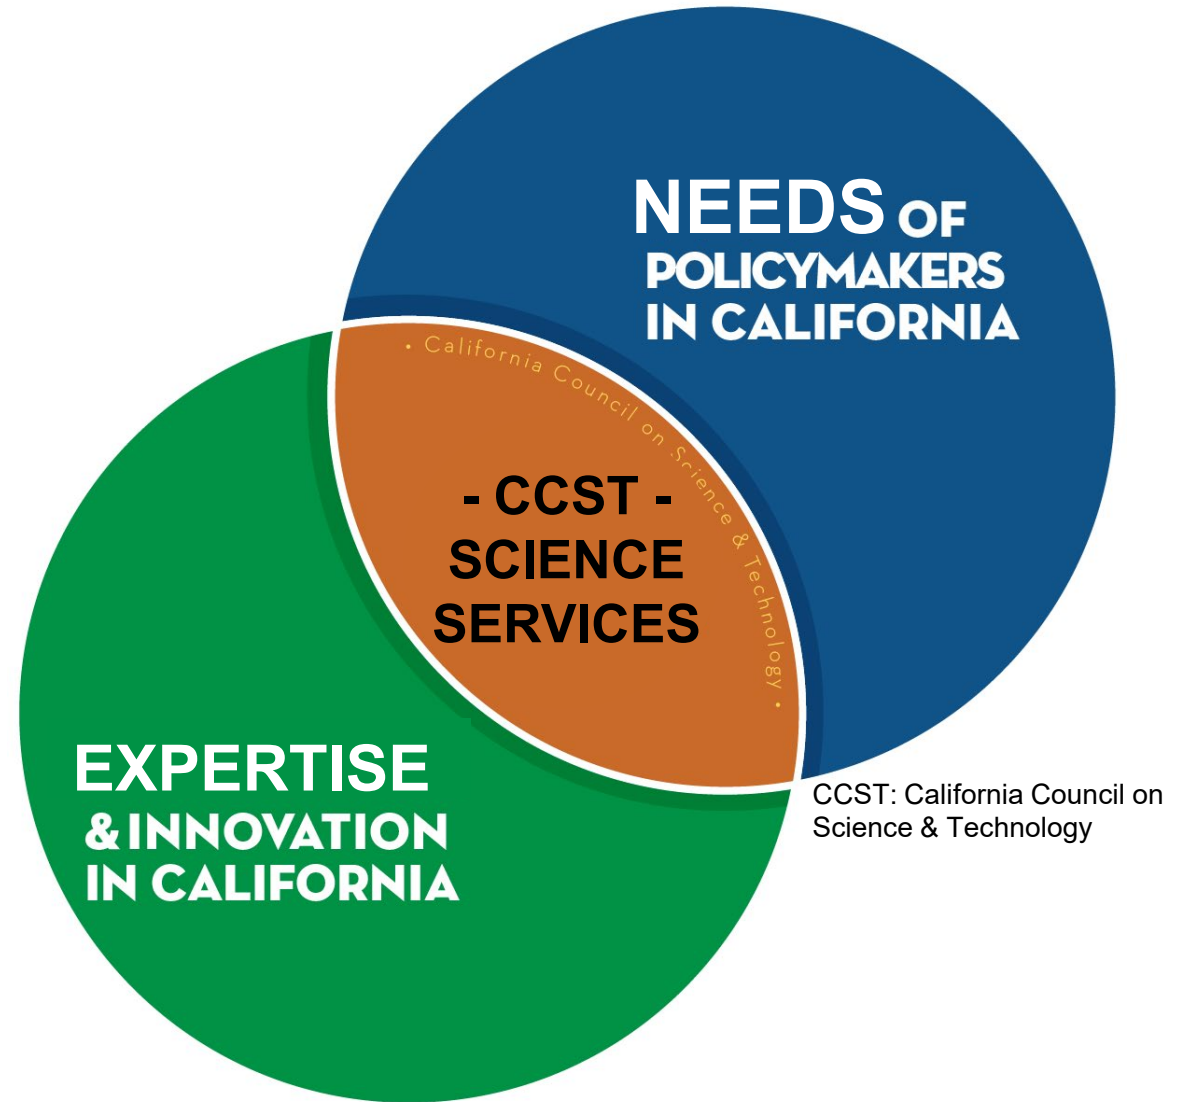 NEEDS OF
POLICYMAKERS
IN CALIFORNIA
• California Council on Science & Technology •
- CCST -
SCIENCE
SERVICES
EXPERTISE
& INNOVATION
IN CALIFORNIA
CCST: California Council on
Science & Technology